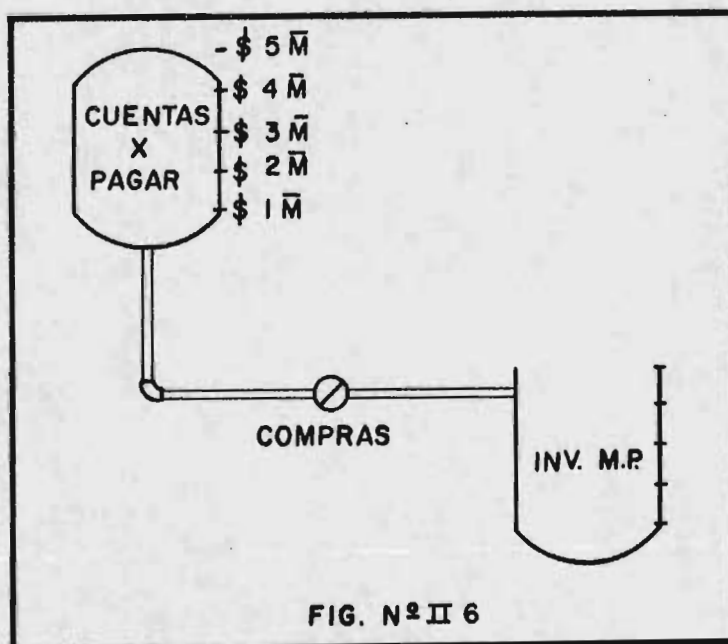 $ 5 M̅
$ 4 M̅
CUENTAS
X
PAGAR
$ 3 M̅
$ 2 M̅
$ 1 M̅
COMPRAS
INV. M.P.
FIG. Nº II 6